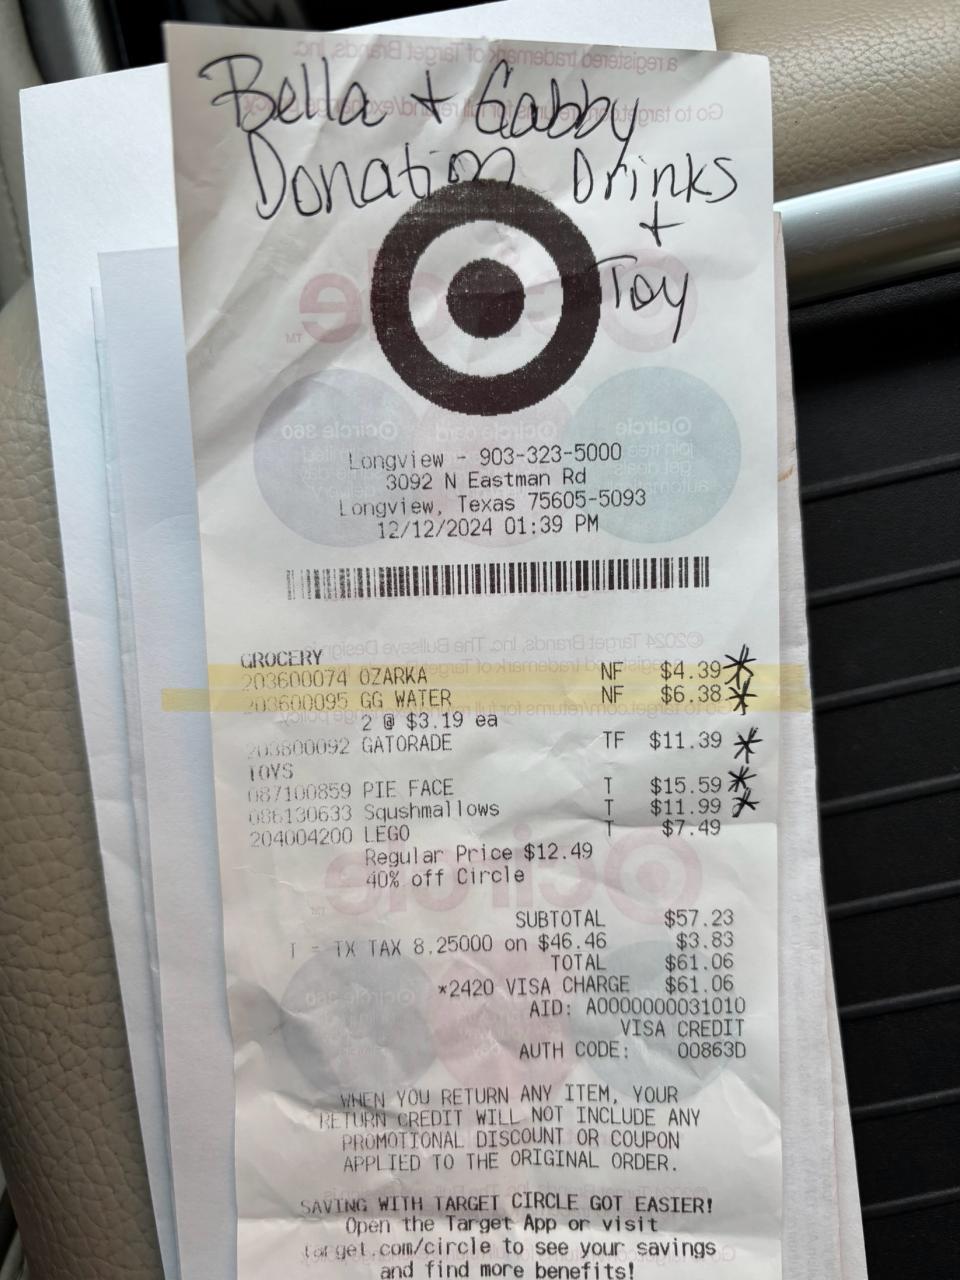 Bella + Gabby
Donation Drinks
+
Toy
Longview - 903-323-5000
3092 N Eastman Rd
Longview, Texas 75605-5093
12/12/2024 01:39 PM
GROCERY
203600074 OZARKA NF $4.39 *
203600095 GG WATER NF $6.38 *
2 @ $3.19 ea
203800092 GATORADE TF $11.39 *
TOYS
087100859 PIE FACE T $15.59 *
086130633 Squshmallows T $11.99 *
204004200 LEGO T $7.49
Regular Price $12.49
40% off Circle
SUBTOTAL $57.23
T = TX TAX 8.25000 on $46.46 $3.83
TOTAL $61.06
*2420 VISA CHARGE $61.06
AID: A0000000031010
VISA CREDIT
AUTH CODE: 00863D
WHEN YOU RETURN ANY ITEM, YOUR
RETURN CREDIT WILL NOT INCLUDE ANY
PROMOTIONAL DISCOUNT OR COUPON
APPLIED TO THE ORIGINAL ORDER.
SAVING WITH TARGET CIRCLE GOT EASIER!
Open the Target App or visit
target.com/circle to see your savings
and find more benefits!